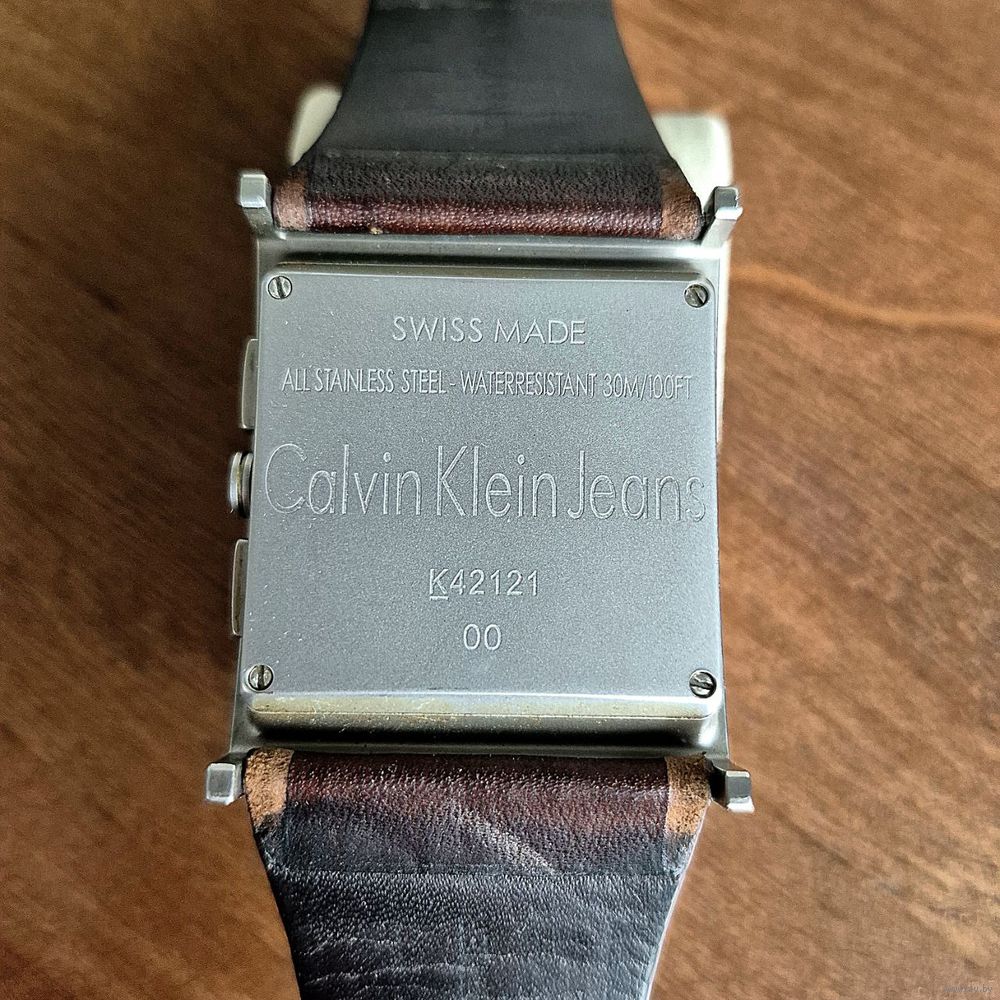 SWISS MADE
ALL STAINLESS STEEL - WATERRESISTANT 30M/100FT
Calvin Klein Jeans
K42121
00